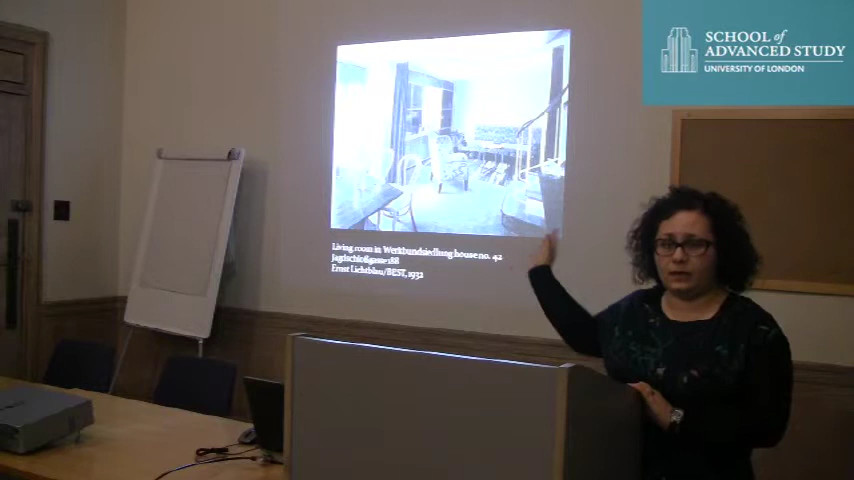 SCHOOL of
ADVANCED STUDY
UNIVERSITY OF LONDON
Living room in Werkbundsiedlung house no. 42
Jagdschloßgasse 188
Ernst Lichtblau/BEST, 1932